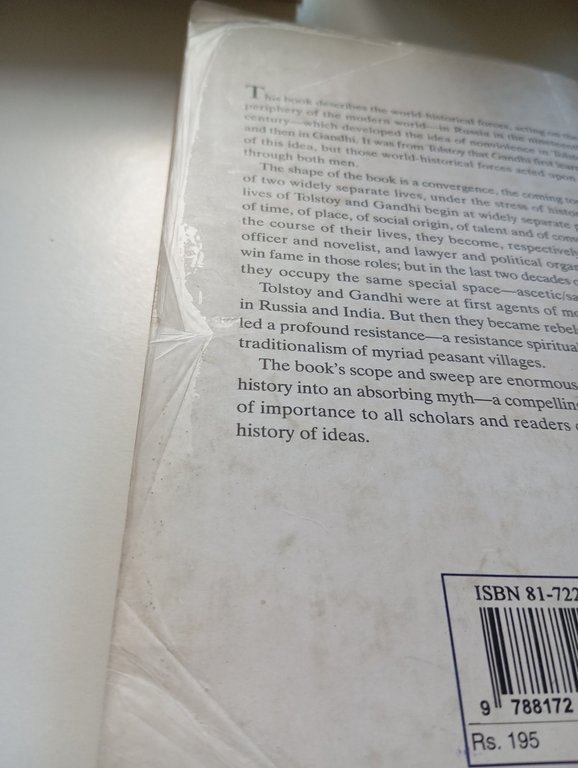 This book describes the world-historical forces, acting on the
periphery of the modern world—in Russia in the nineteenth
century—which developed the idea of nonviolence in Tolstoy
and then in Gandhi. It was from Tolstoy that Gandhi first
of this idea, but those world-historical forces acted upon
through both men.
The shape of the book is a convergence, the coming
of two widely separate lives, under the stress of
lives of Tolstoy and Gandhi begin at widely separate
of time, of place, of social origin, of talent and of
the course of their lives, they become, respectively
officer and novelist, and lawyer and political
win fame in those roles; but in the last two decades
they occupy the same special space—ascetic/
Tolstoy and Gandhi were at first agents of
in Russia and India. But then they became
led a profound resistance—a resistance
traditionalism of myriad peasant villages.
The book's scope and sweep are enormous
history into an absorbing myth—a
of importance to all scholars and readers
history of ideas.
ISBN 81-722
9 788172
Rs. 195